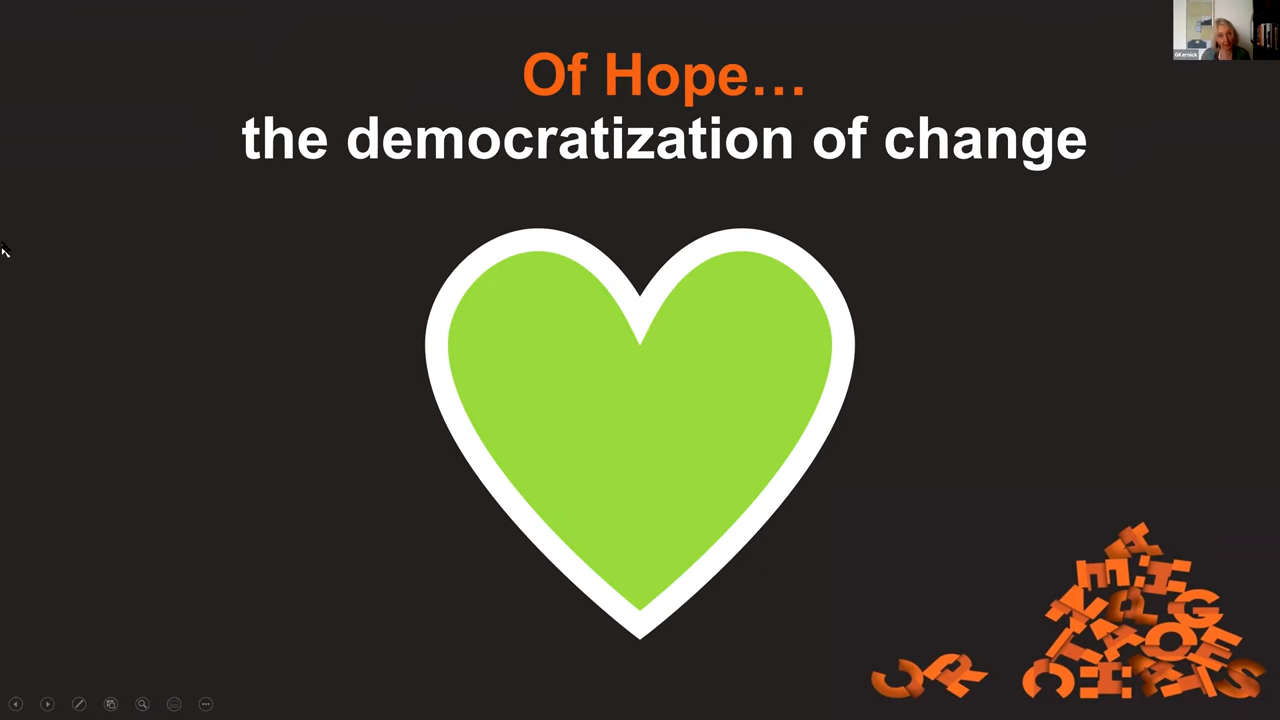 Of Hope…
the democratization of change